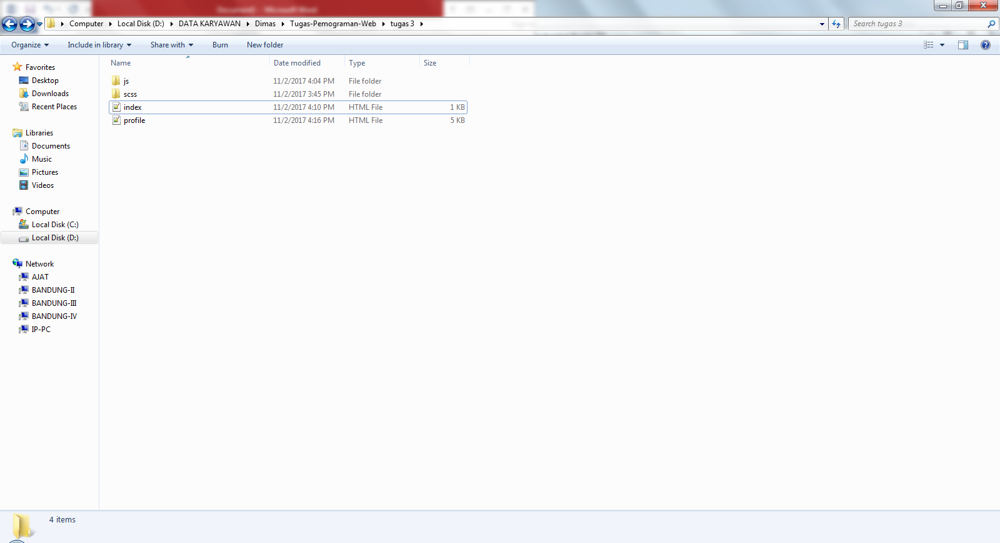 Document1 - Microsoft Word
Computer Local Disk (D:) DATA KARYAWAN Dimas Tugas-Pemograman-Web tugas 3 Search tugas 3
Organize Include in library Share with Burn New folder
Name Date modified Type Size
js 11/2/2017 4:04 PM File folder
scss 11/2/2017 3:45 PM File folder
index 11/2/2017 4:10 PM HTML File 1 KB
profile 11/2/2017 4:16 PM HTML File 5 KB
Favorites
Desktop
Downloads
Recent Places
Libraries
Documents
Music
Pictures
Videos
Computer
Local Disk (C:)
Local Disk (D:)
Network
AJAT
BANDUNG-II
BANDUNG-III
BANDUNG-IV
IP-PC
4 items